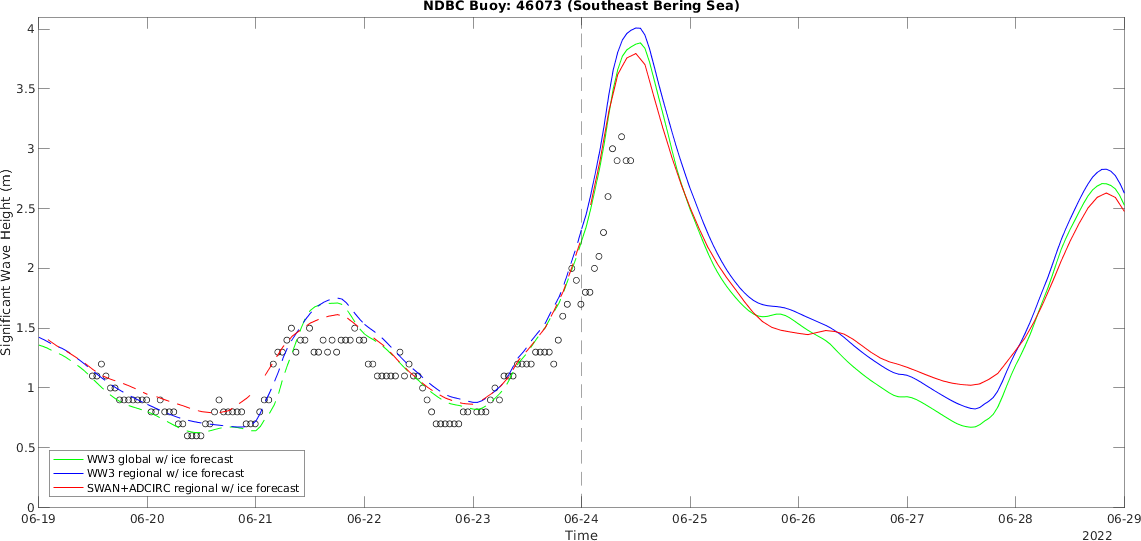 NDBC Buoy: 46073 (Southeast Bering Sea)
4
3.5
3
2.5
2
1.5
1
0.5
0
Significant Wave Height (m)
WW3 global w/ ice forecast
WW3 regional w/ ice forecast
SWAN+ADCIRC regional w/ ice forecast
06-19 06-20 06-21 06-22 06-23 06-24 06-25 06-26 06-27 06-28 06-29
Time 2022